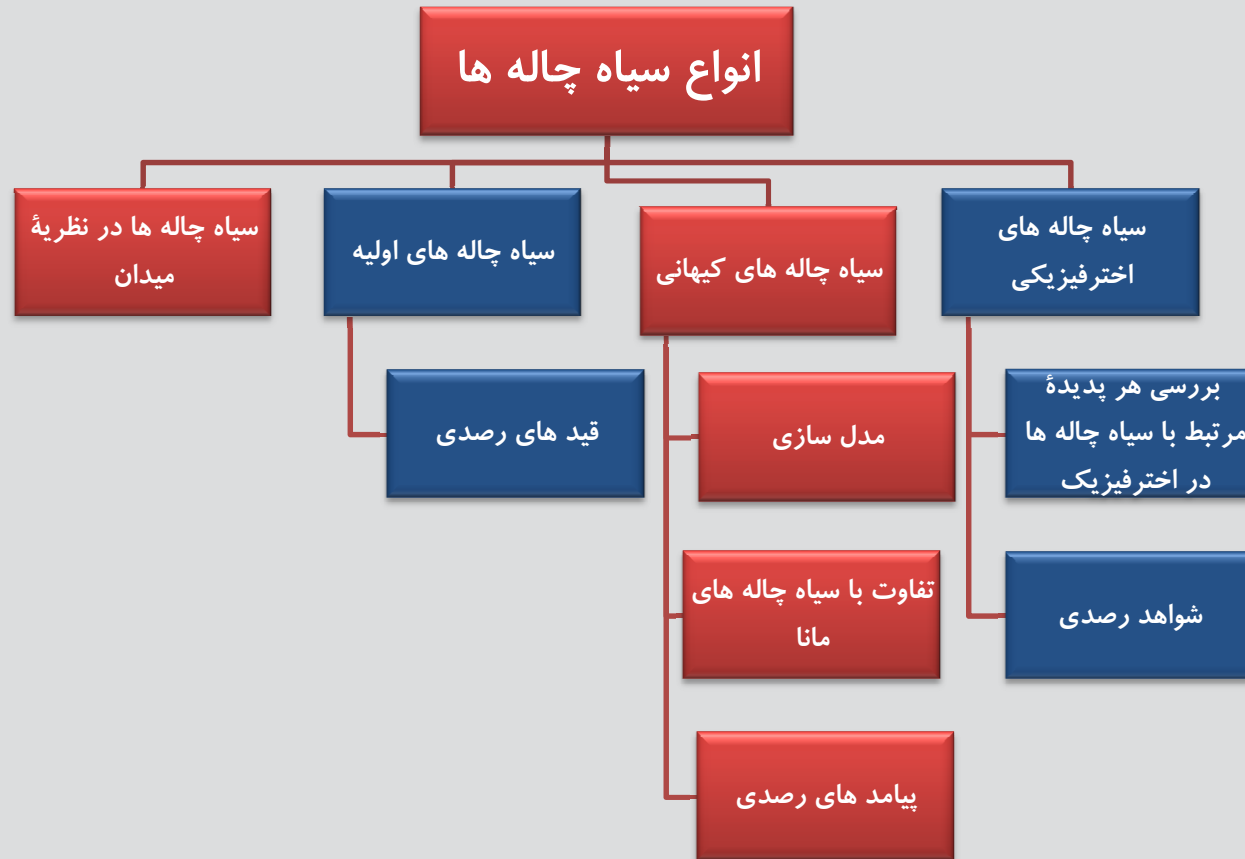 انواع سیاه چاله ها
سیاه چاله های
اخترفیزیکی
بررسی هر پدیدۀ
مرتبط با سیاه چاله ها
در اخترفیزیک
شواهد رصدی
سیاه چاله های کیهانی
مدل سازی
تفاوت با سیاه چاله های
مانا
پیامد های رصدی
سیاه چاله های اولیه
قید های رصدی
سیاه چاله ها در نظریۀ
میدان